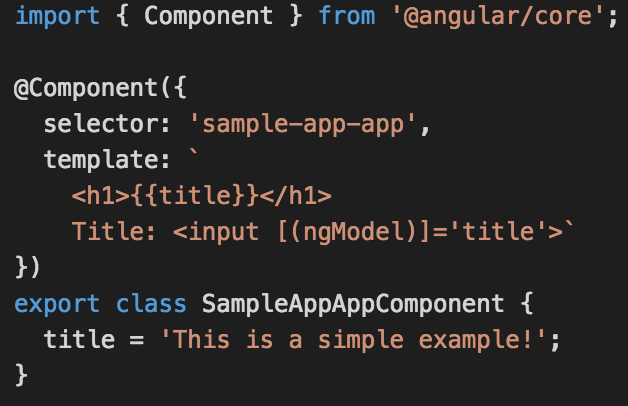 import { Component } from '@angular/core';
@Component({
selector: 'sample-app-app',
template: `
<h1>{{title}}</h1>
Title: <input [(ngModel)]='title'>`
})
export class SampleAppAppComponent {
title = 'This is a simple example!';
}